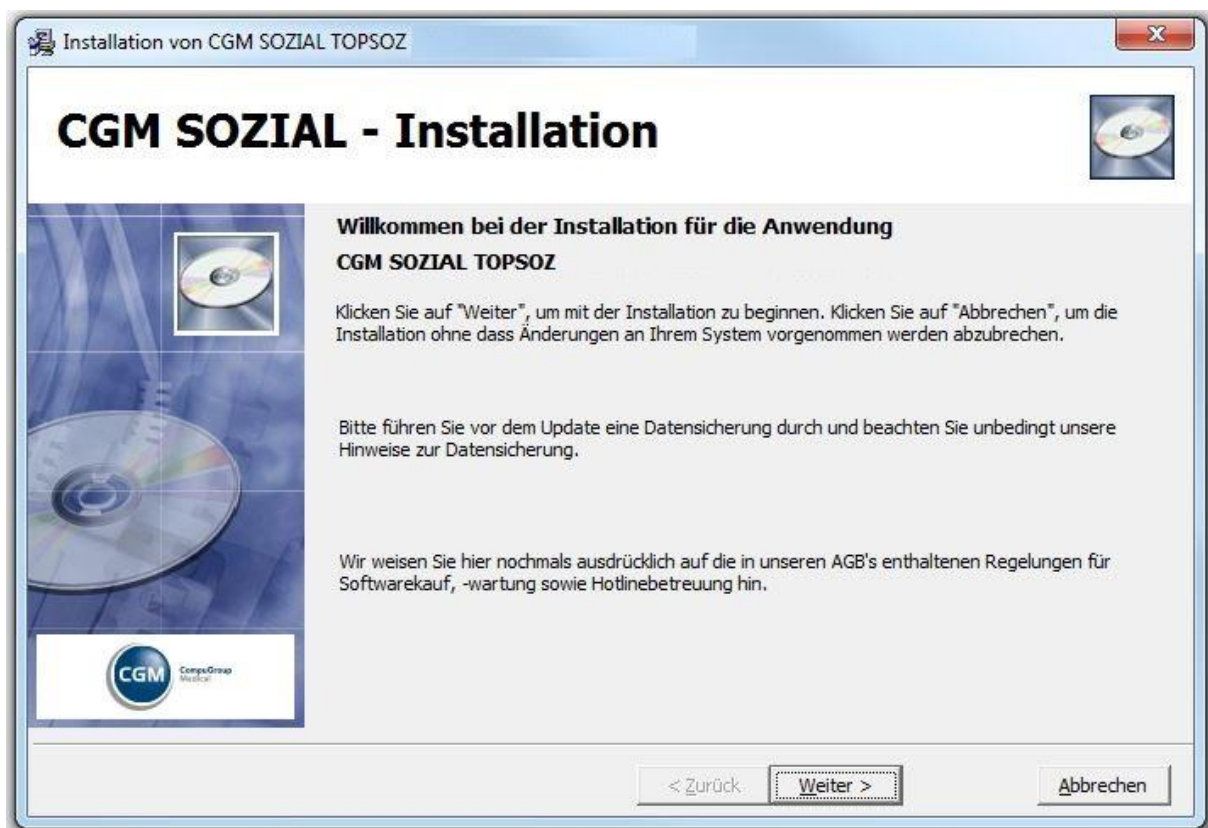 Installation von CGM SOZIAL TOPSOZ
X
CGM SOZIAL - Installation
Willkommen bei der Installation für die Anwendung
CGM SOZIAL TOPSOZ
Klicken Sie auf "Weiter", um mit der Installation zu beginnen. Klicken Sie auf "Abbrechen", um die
Installation ohne dass Änderungen an Ihrem System vorgenommen werden abzubrechen.
Bitte führen Sie vor dem Update eine Datensicherung durch und beachten Sie unbedingt unsere
Hinweise zur Datensicherung.
Wir weisen Sie hier nochmals ausdrücklich auf die in unseren AGB's enthaltenen Regelungen für
Softwarekauf, -wartung sowie Hotlinebetreuung hin.
CGM
CompuGroup
Medical
< Zurück
Weiter >
Abbrechen